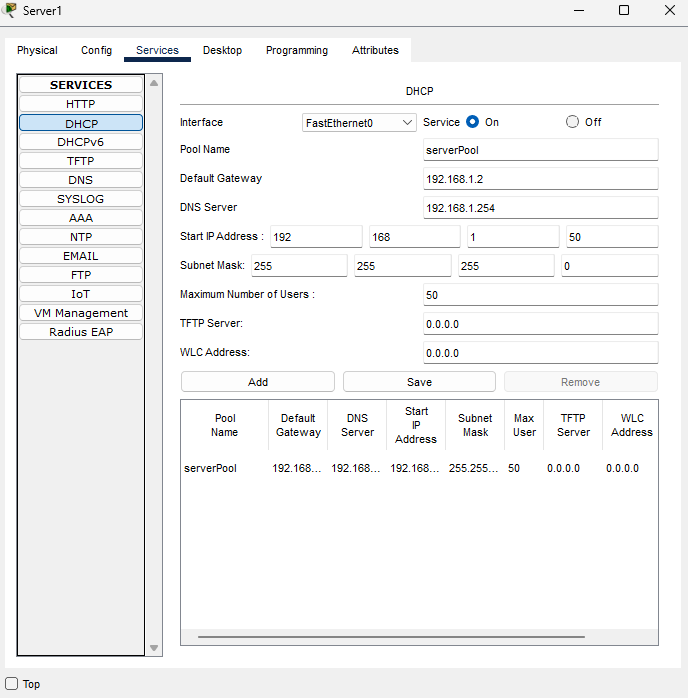 Server1
Physical Config Services Desktop Programming Attributes
SERVICES
HTTP
DHCP
DHCPv6
TFTP
DNS
SYSLOG
AAA
NTP
EMAIL
FTP
IoT
VM Management
Radius EAP
DHCP
Interface FastEthernet0 Service On Off
Pool Name serverPool
Default Gateway 192.168.1.2
DNS Server 192.168.1.254
Start IP Address : 192 168 1 50
Subnet Mask: 255 255 255 0
Maximum Number of Users : 50
TFTP Server: 0.0.0.0
WLC Address: 0.0.0.0
Add Save Remove
Pool Name Default Gateway DNS Server Start IP Address Subnet Mask Max User TFTP Server WLC Address
serverPool 192.168... 192.168... 192.168... 255.255... 50 0.0.0.0 0.0.0.0
Top